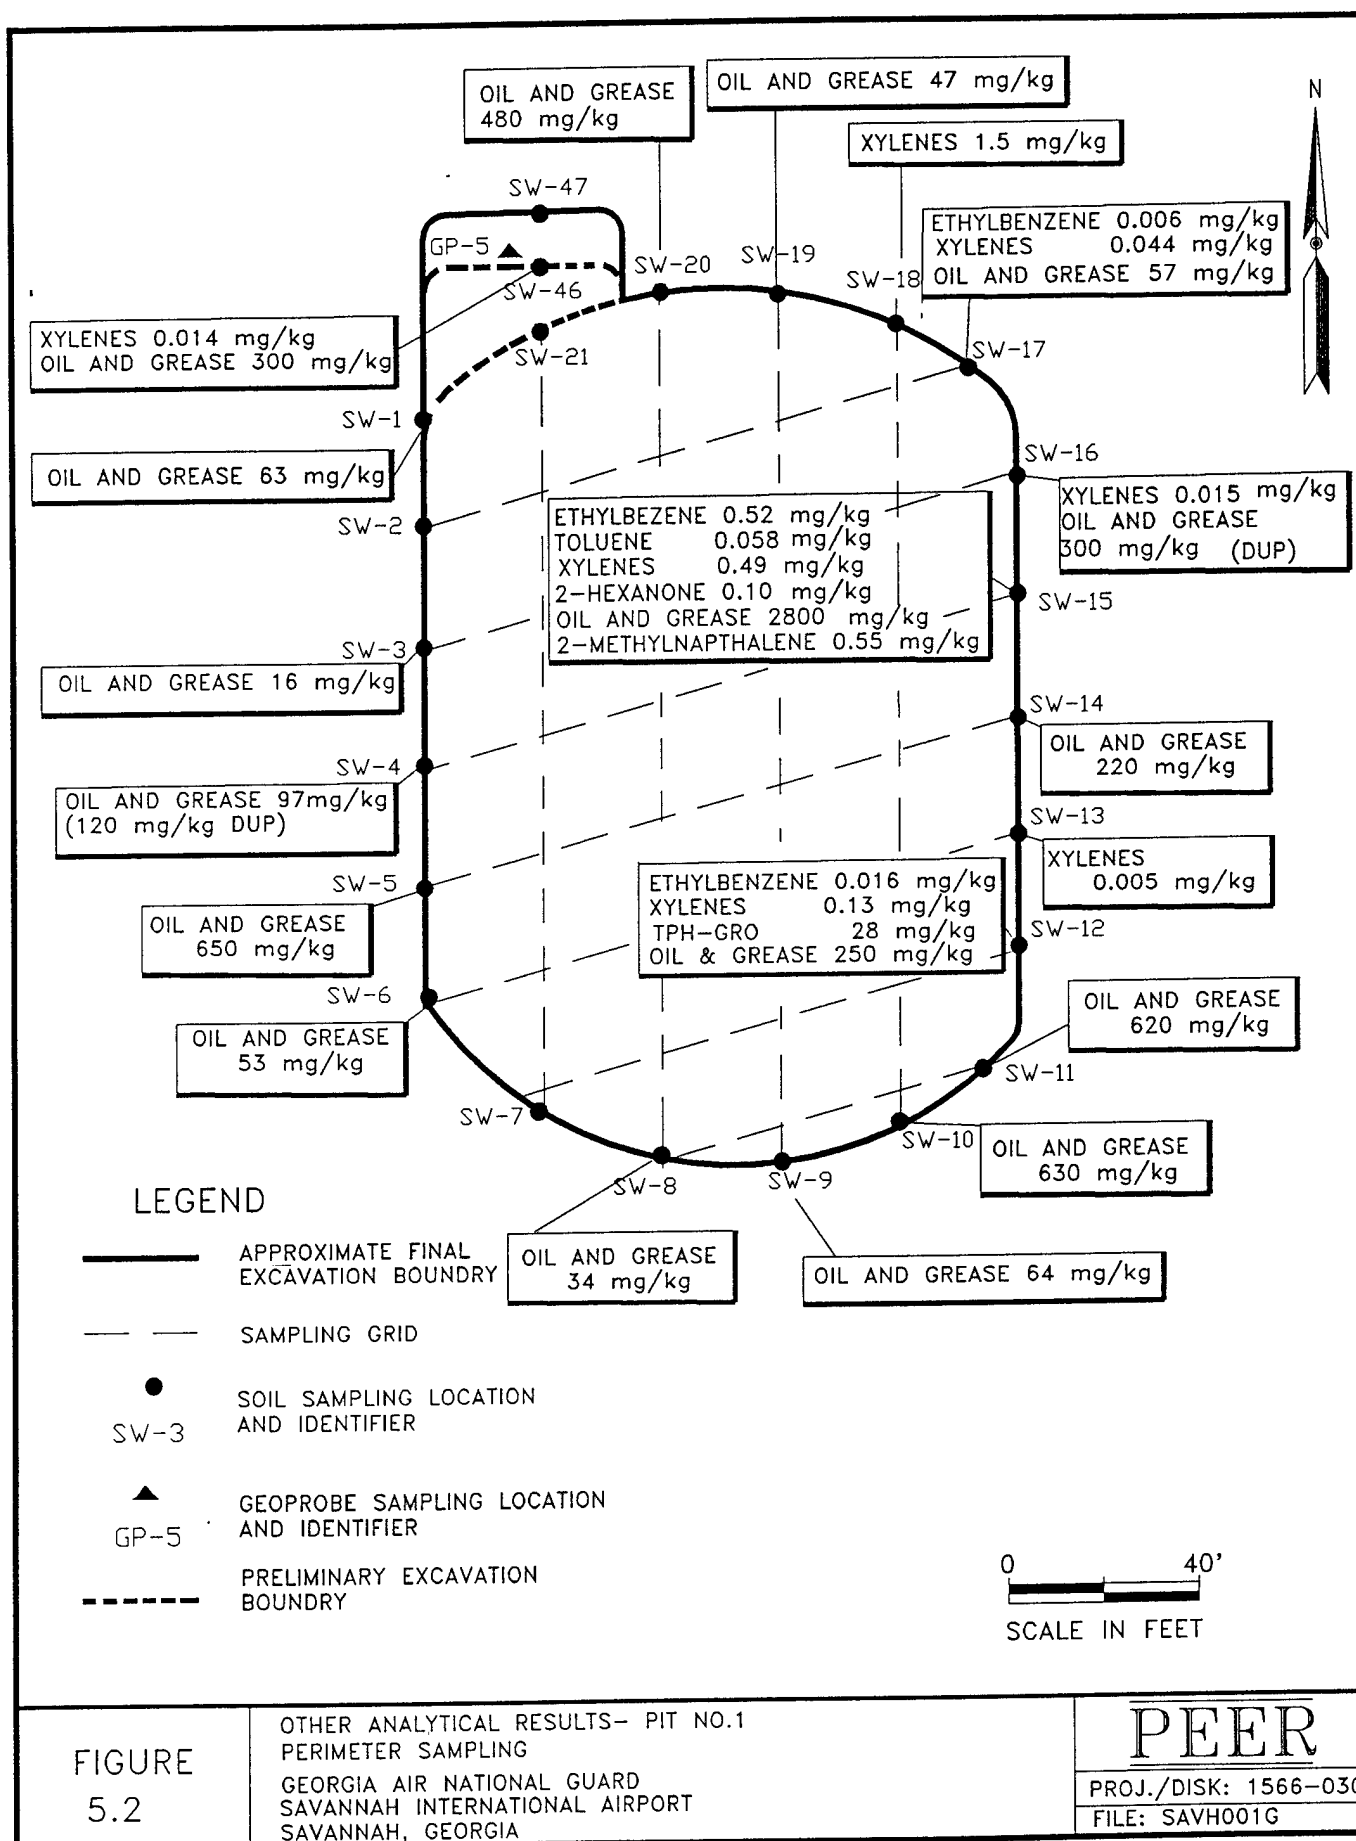 OIL AND GREASE
480 mg/kg
OIL AND GREASE 47 mg/kg
XYLENES 1.5 mg/kg
N
SW-47
ETHYLBENZENE 0.006 mg/kg
XYLENES 0.044 mg/kg
OIL AND GREASE 57 mg/kg
GP-5
SW-20
SW-19
SW-18
SW-46
XYLENES 0.014 mg/kg
OIL AND GREASE 300 mg/kg
SW-21
SW-17
SW-1
OIL AND GREASE 63 mg/kg
SW-16
XYLENES 0.015 mg/kg
OIL AND GREASE
300 mg/kg (DUP)
SW-2
ETHYLBEZENE 0.52 mg/kg
TOLUENE 0.058 mg/kg
XYLENES 0.49 mg/kg
2-HEXANONE 0.10 mg/kg
OIL AND GREASE 2800 mg/kg
2-METHYLNAPTHALENE 0.55 mg/kg
SW-15
SW-3
OIL AND GREASE 16 mg/kg
SW-14
OIL AND GREASE
220 mg/kg
SW-4
OIL AND GREASE 97mg/kg
(120 mg/kg DUP)
SW-13
XYLENES
0.005 mg/kg
SW-5
OIL AND GREASE
650 mg/kg
ETHYLBENZENE 0.016 mg/kg
XYLENES 0.13 mg/kg
TPH-GRO 28 mg/kg
OIL & GREASE 250 mg/kg
SW-12
SW-6
OIL AND GREASE
53 mg/kg
OIL AND GREASE
620 mg/kg
SW-11
SW-7
SW-10
OIL AND GREASE
630 mg/kg
SW-8
SW-9
OIL AND GREASE
34 mg/kg
OIL AND GREASE 64 mg/kg
LEGEND
APPROXIMATE FINAL
EXCAVATION BOUNDRY
SAMPLING GRID
SW-3
SOIL SAMPLING LOCATION
AND IDENTIFIER
GP-5
GEOPROBE SAMPLING LOCATION
AND IDENTIFIER
PRELIMINARY EXCAVATION
BOUNDRY
0 40'
SCALE IN FEET
FIGURE
5.2
OTHER ANALYTICAL RESULTS- PIT NO.1
PERIMETER SAMPLING
GEORGIA AIR NATIONAL GUARD
SAVANNAH INTERNATIONAL AIRPORT
SAVANNAH, GEORGIA
PEER
PROJ./DISK: 1566-030
FILE: SAVH001G